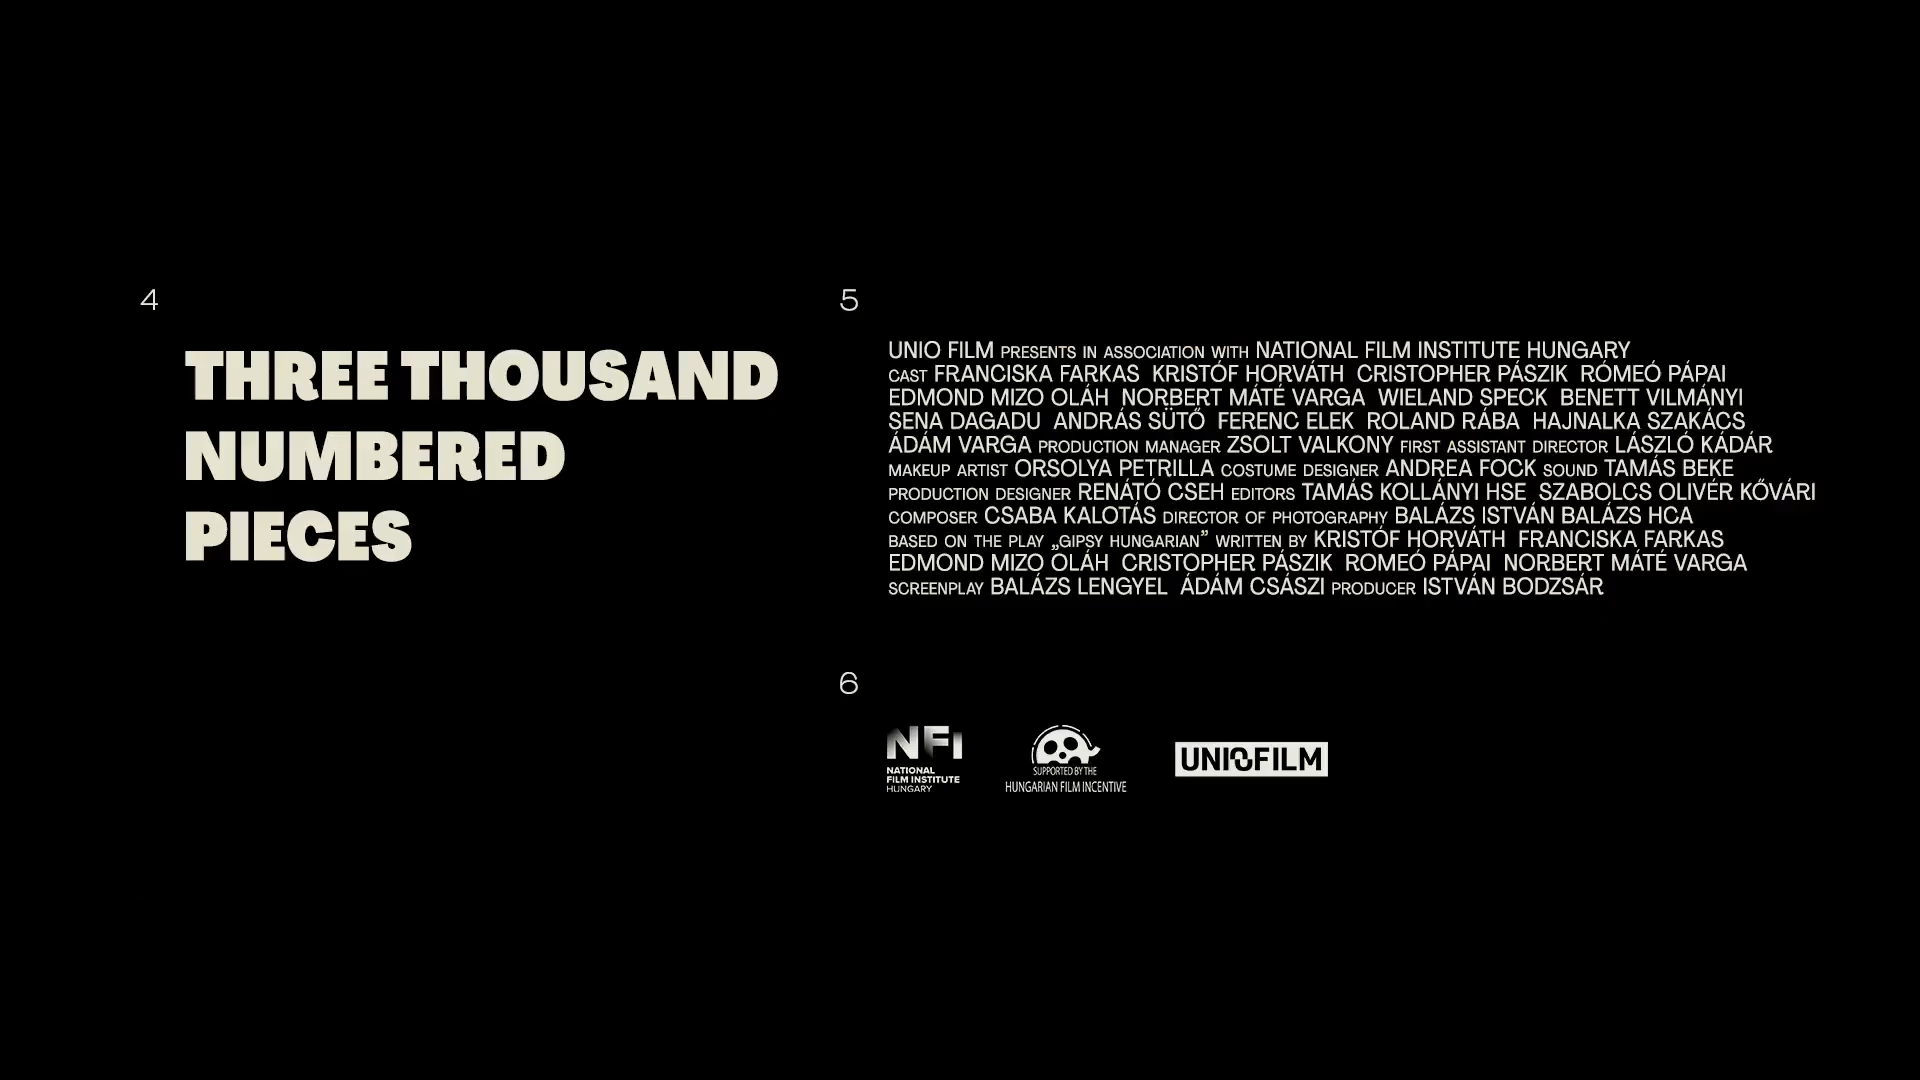 4
THREE THOUSAND
NUMBERED
PIECES
5
UNIO FILM PRESENTS IN ASSOCIATION WITH NATIONAL FILM INSTITUTE HUNGARY
CAST FRANCISKA FARKAS KRISTÓF HORVÁTH CRISTOPHER PÁSZIK RÓMEÓ PÁPAI
EDMOND MIZO OLÁH NORBERT MÁTÉ VARGA WIELAND SPECK BENETT VILMÁNYI
SENA DAGADU ANDRÁS SÜTŐ FERENC ELEK ROLAND RÁBA HAJNALKA SZAKÁCS
ÁDÁM VARGA PRODUCTION MANAGER ZSOLT VALKONY FIRST ASSISTANT DIRECTOR LÁSZLÓ KÁDÁR
MAKEUP ARTIST ORSOLYA PETRILLA COSTUME DESIGNER ANDREA FOCK SOUND TAMÁS BEKE
PRODUCTION DESIGNER RENÁTÓ CSEH EDITORS TAMÁS KOLLÁNYI HSE SZABOLCS OLIVÉR KŐVÁRI
COMPOSER CSABA KALOTÁS DIRECTOR OF PHOTOGRAPHY BALÁZS ISTVÁN BALÁZS HCA
BASED ON THE PLAY „GIPSY HUNGARIAN” WRITTEN BY KRISTÓF HORVÁTH FRANCISKA FARKAS
EDMOND MIZO OLÁH CRISTOPHER PÁSZIK ROMEÓ PÁPAI NORBERT MÁTÉ VARGA
SCREENPLAY BALÁZS LENGYEL ÁDÁM CSÁSZI PRODUCER ISTVÁN BODZSÁR
6
NFI
NATIONAL
FILM INSTITUTE
HUNGARY
SUPPORTED BY THE
HUNGARIAN FILM INCENTIVE
UNIOFILM